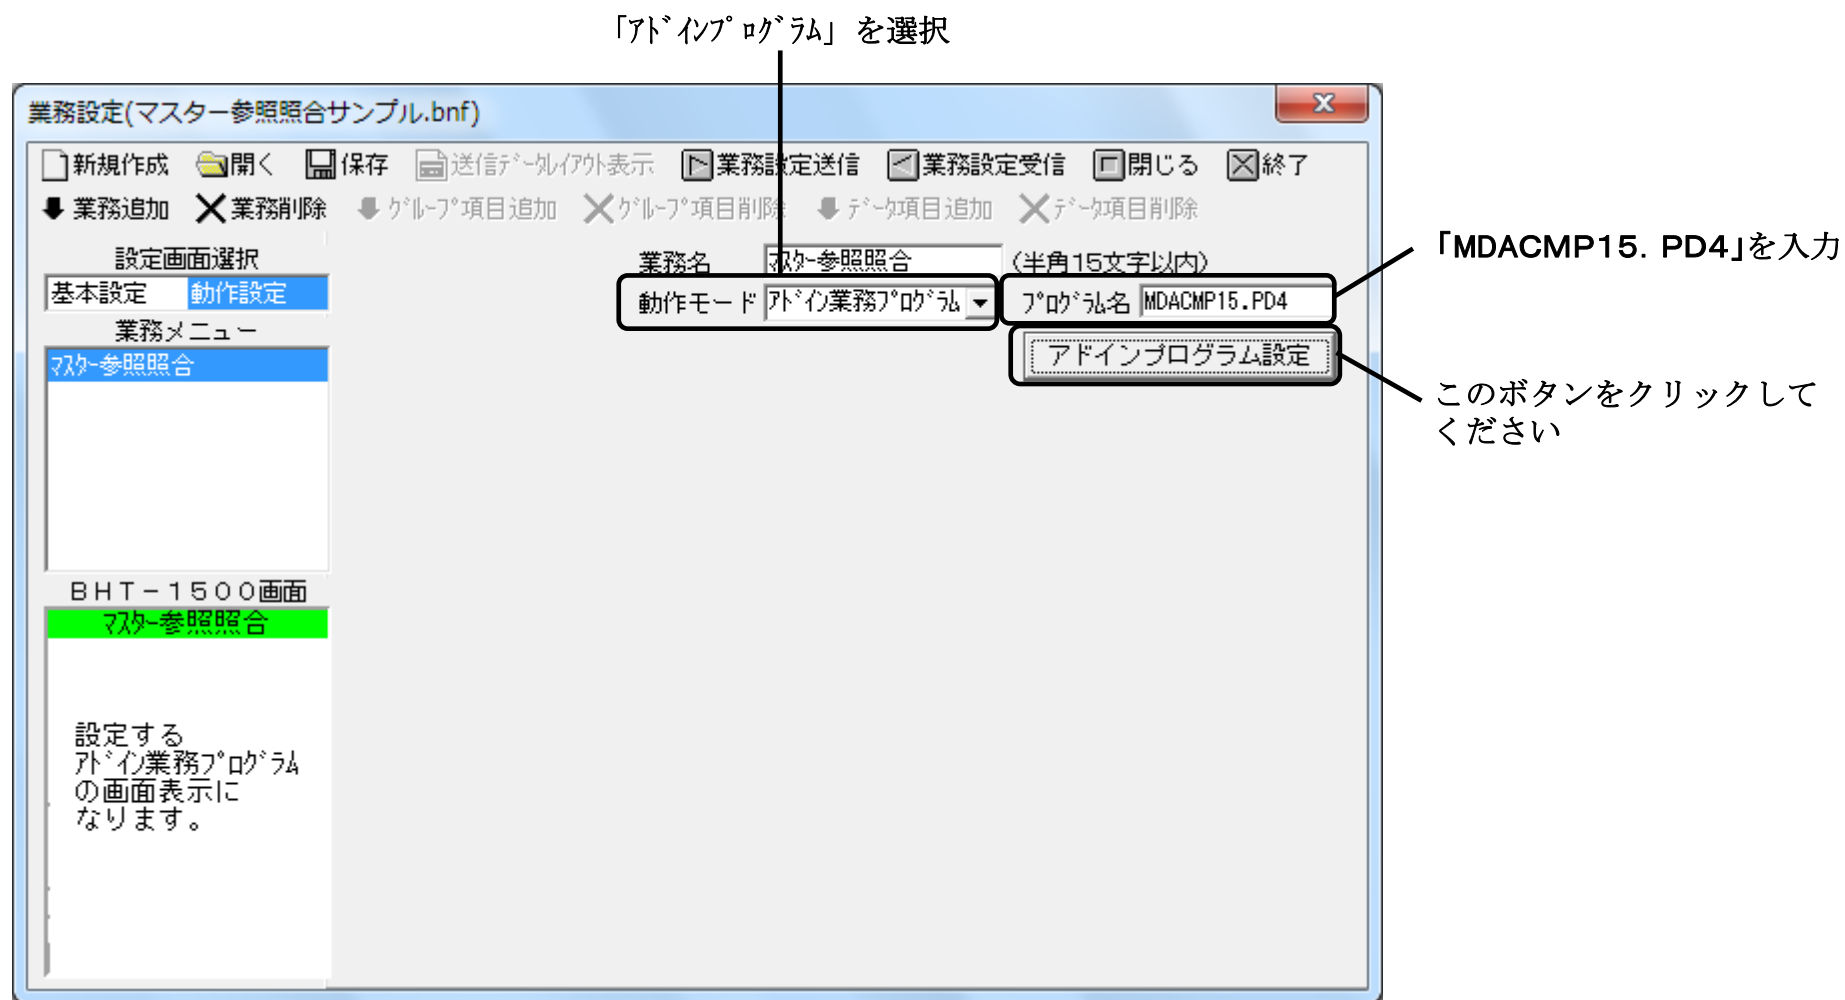 「ｱﾄﾞｲﾝﾌﾟﾛｸﾞﾗﾑ」を選択
業務設定(マスター参照照合サンプル.bnf)
新規作成 開く 保存 送信ﾃﾞｰﾀﾚｲｱｳﾄ表示 業務設定送信 業務設定受信 閉じる 終了
業務追加 業務削除 ｸﾞﾙｰﾌﾟ項目追加 ｸﾞﾙｰﾌﾟ項目削除 ﾃﾞｰﾀ項目追加 ﾃﾞｰﾀ項目削除
設定画面選択
基本設定 動作設定
業務メニュー
ﾏｽﾀｰ参照照合
業務名 ﾏｽﾀｰ参照照合 (半角15文字以内)
動作モード ｱﾄﾞｲﾝ業務ﾌﾟﾛｸﾞﾗﾑ ﾌﾟﾛｸﾞﾗﾑ名 MDACMP15.PD4
アドインプログラム設定
「MDACMP15．PD4」を入力
このボタンをクリックして
ください
ＢＨＴ－１５００画面
ﾏｽﾀｰ参照照合
設定する
ｱﾄﾞｲﾝ業務ﾌﾟﾛｸﾞﾗﾑ
の画面表示に
なります。